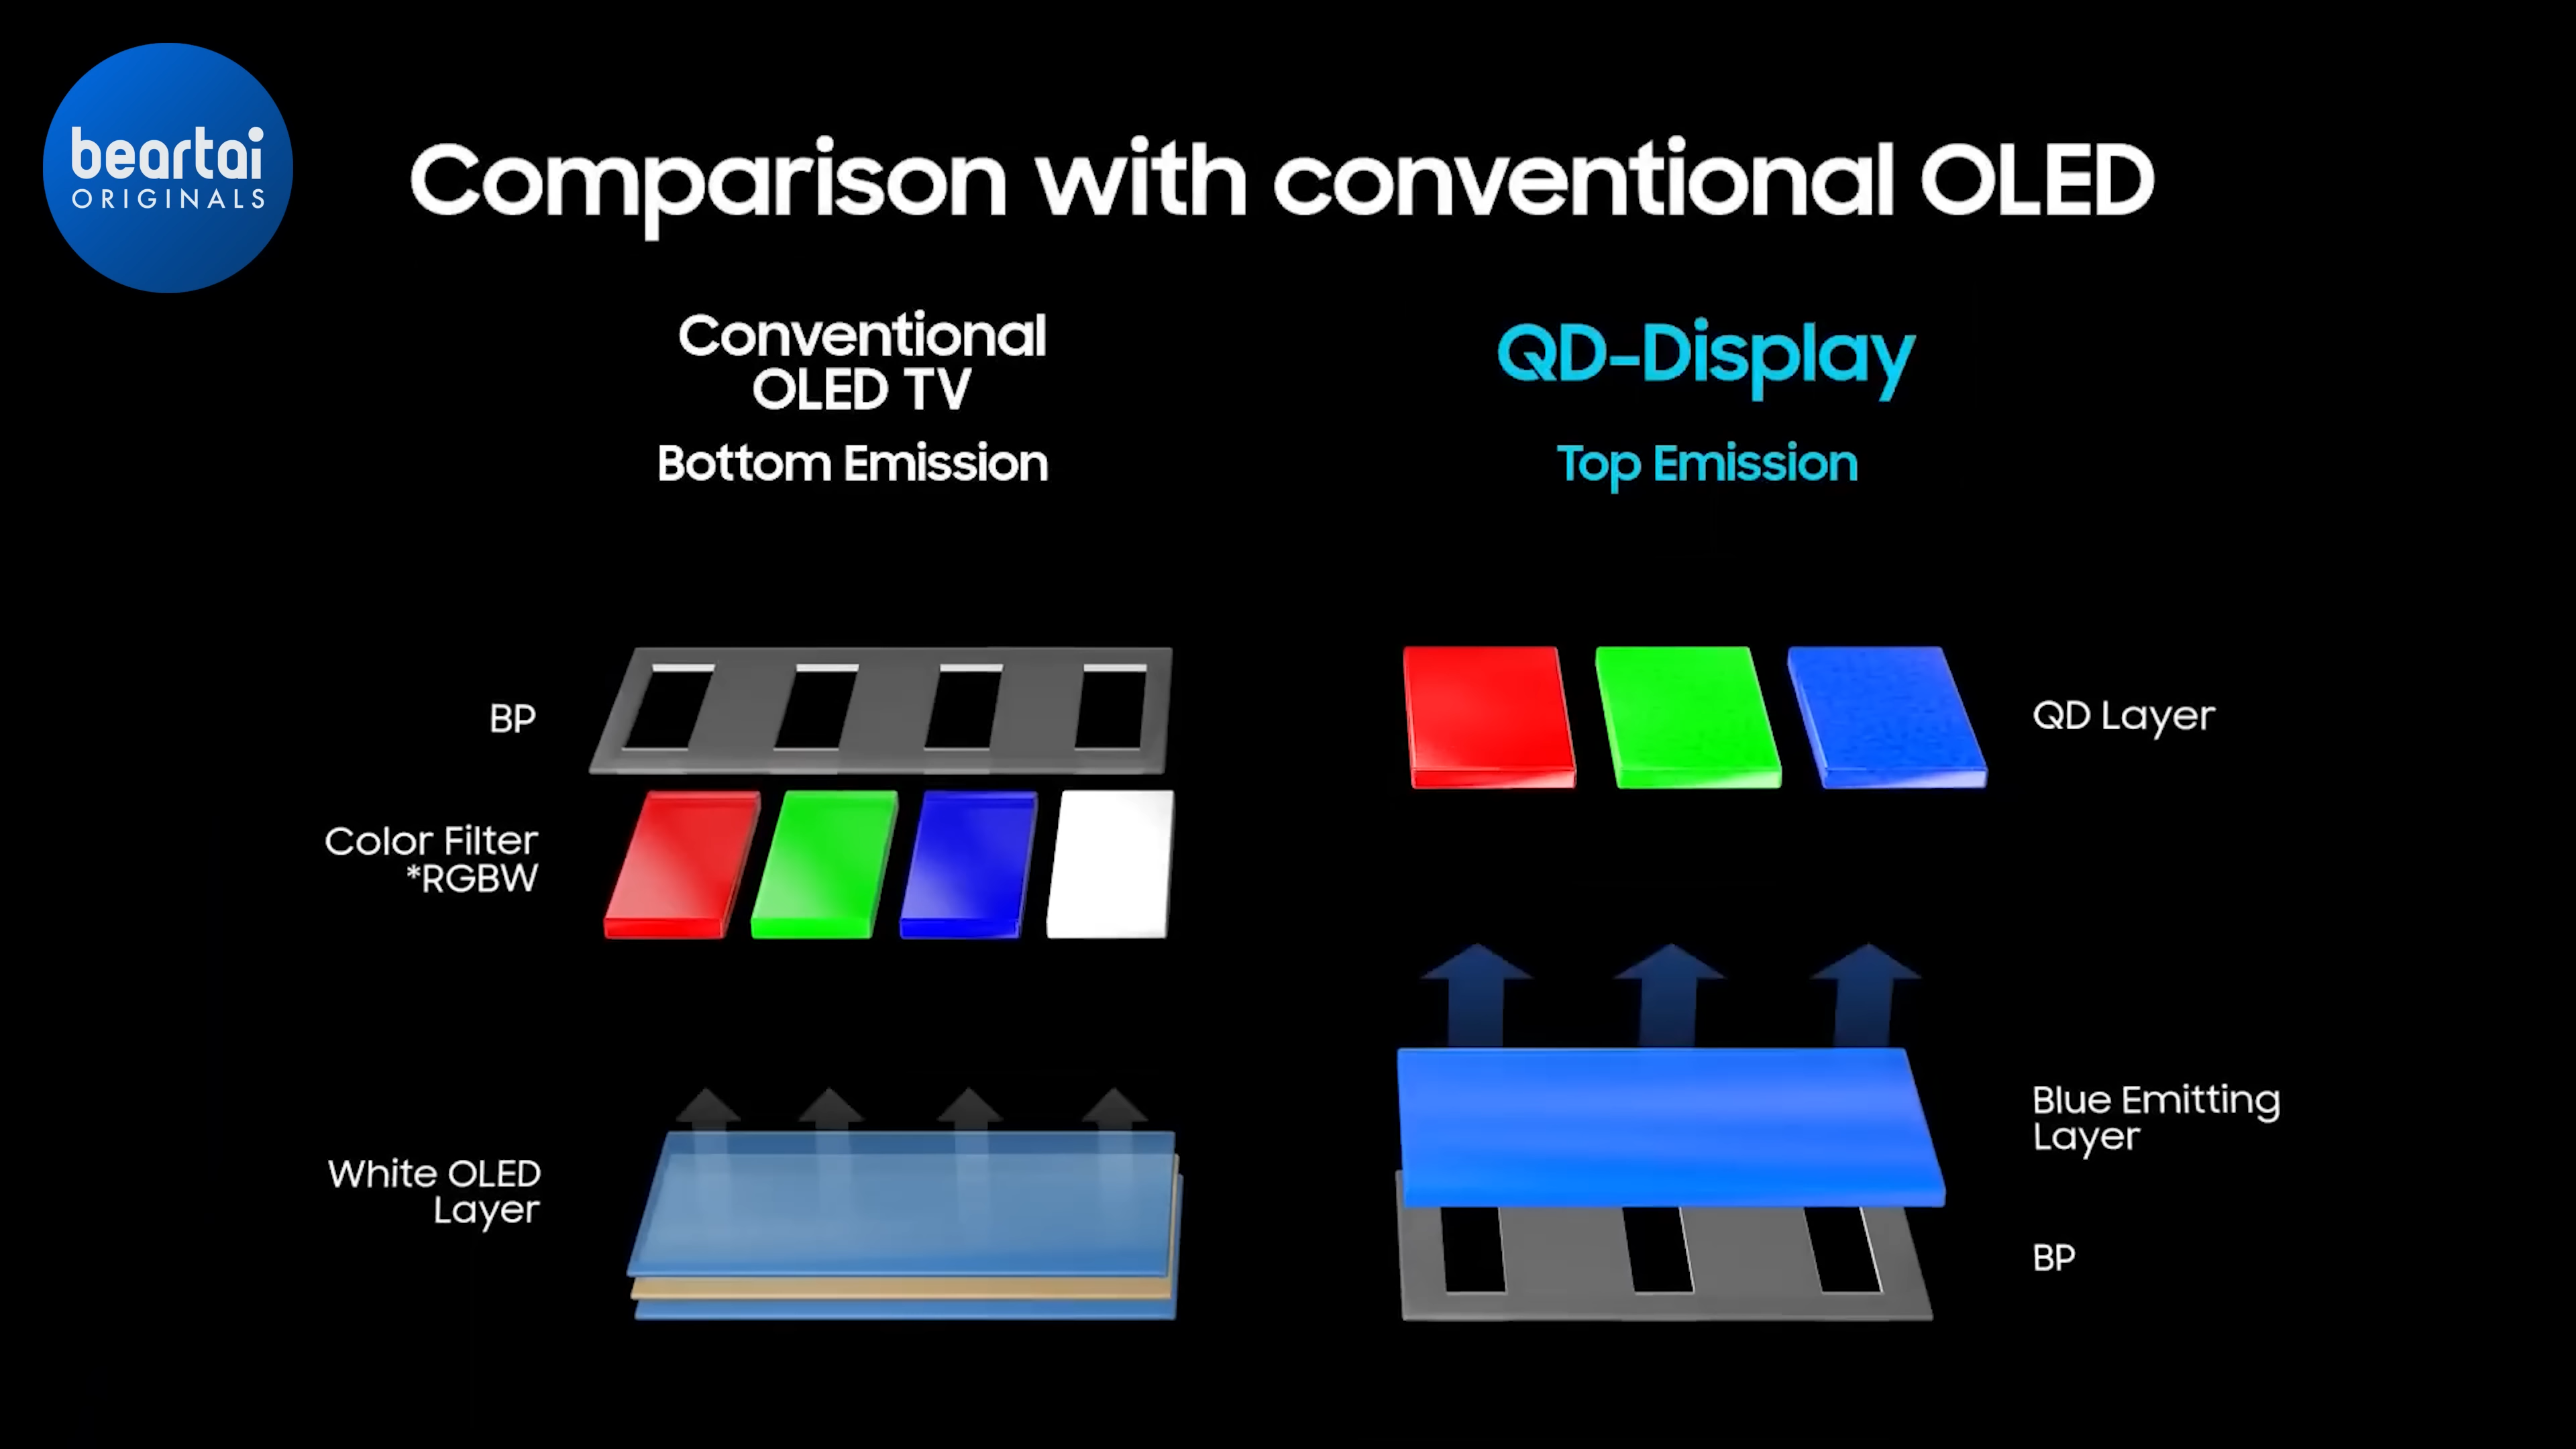 beartai
ORIGINALS
Comparison with conventional OLED
Conventional
OLED TV
Bottom Emission
BP
Color Filter
*RGBW
White OLED
Layer
QD-Display
Top Emission
QD Layer
Blue Emitting
Layer
BP